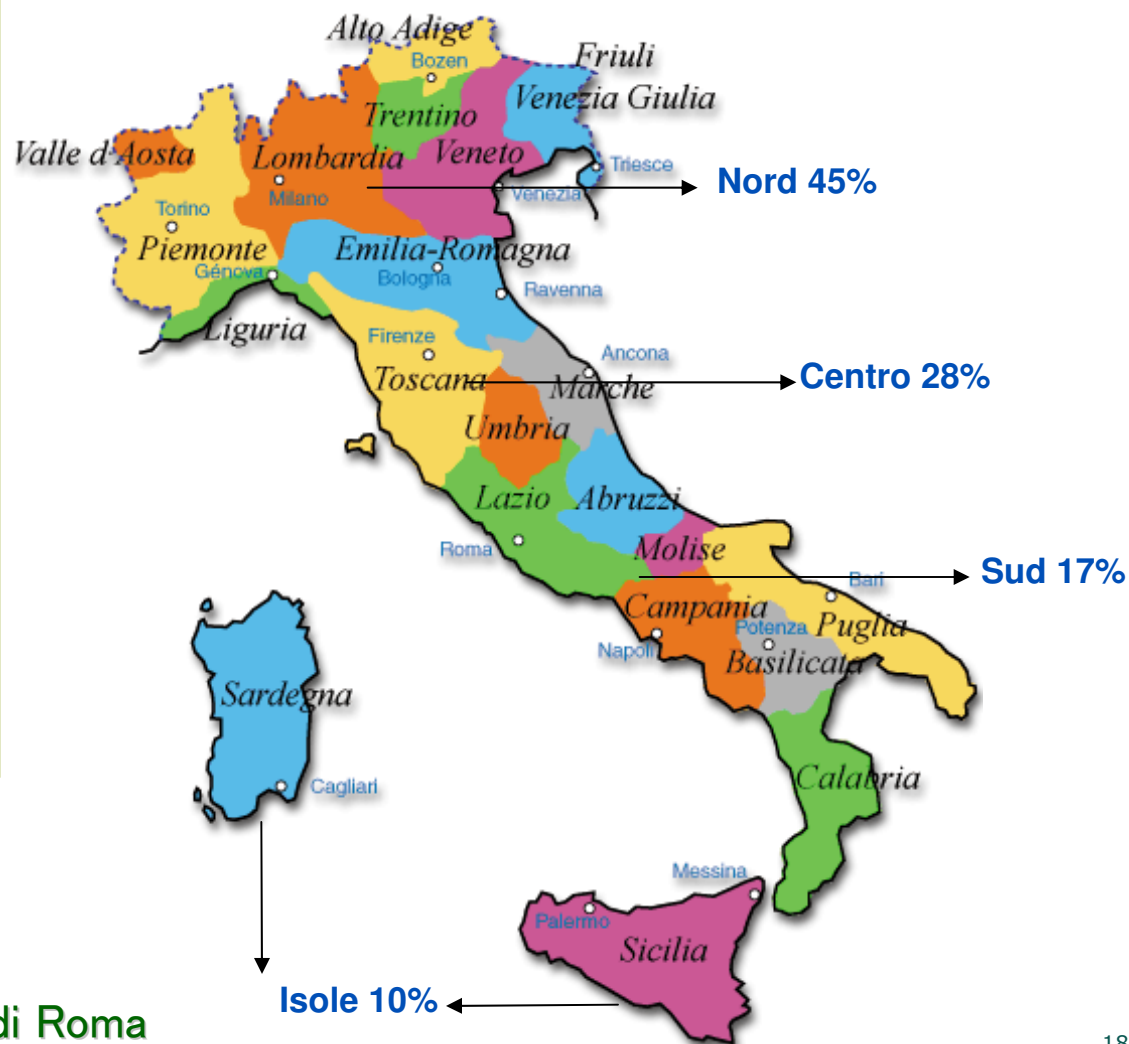 Alto Adige
Bozen
Friuli
Venezia Giulia
Trentino
Valle d'Aosta
Lombardia
Veneto
Triesce
Nord 45%
Milano
Venezia
Torino
Piemonte
Emilia-Romagna
Génova
Bologna
Ravenna
Liguria
Firenze
Ancona
Toscana
Marche
Centro 28%
Umbria
Lazio
Abruzzi
Roma
Molise
Sud 17%
Bari
Campania
Potenza
Puglia
Napoli
Basilicata
Sardegna
Cagliari
Calabria
Messina
Palermo
Sicilia
Isole 10%
di Roma
18